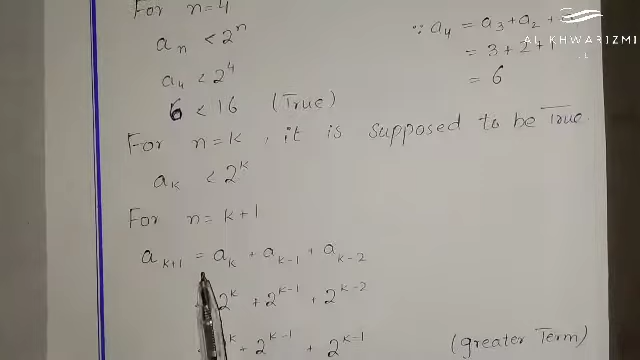 For n=4
aₙ < 2ⁿ
∵ a₄ = a₃ + a₂ +
a₄ < 2⁴
= 3 + 2 + 1
AL KHWARIZMI
6 < 16 (True)
= 6
For n=k, it is supposed to be True.
aₖ < 2ᵏ
For n = k+1
aₖ₊₁ = aₖ + aₖ₋₁ + aₖ₋₂
2ᵏ + 2ᵏ⁻¹ + 2ᵏ⁻²
k + 2ᵏ⁻¹ + 2ᵏ⁻¹ (greater Term)